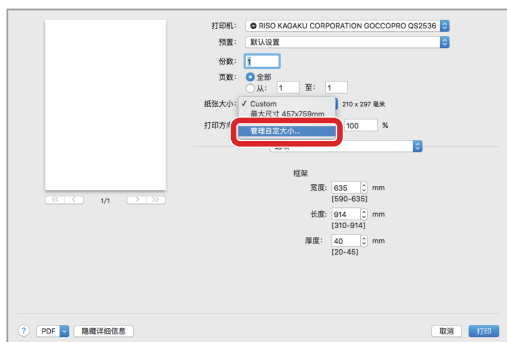 打印机: RISO KAGAKU CORPORATION GOCCOPRO QS2536
预置: 默认设置
份数: 1
页数: 全部
从: 1 至: 1
纸张大小: ✓ Custom 210 x 297 毫米
最大尺寸 457x759mm
打印方向 管理自定大小... 100 %
框架
宽度: 635 mm
[590-635]
<< < 1/1 > >>
长度: 914 mm
[310-914]
厚度: 40 mm
[20-45]
? PDF 隐藏详细信息 取消 打印